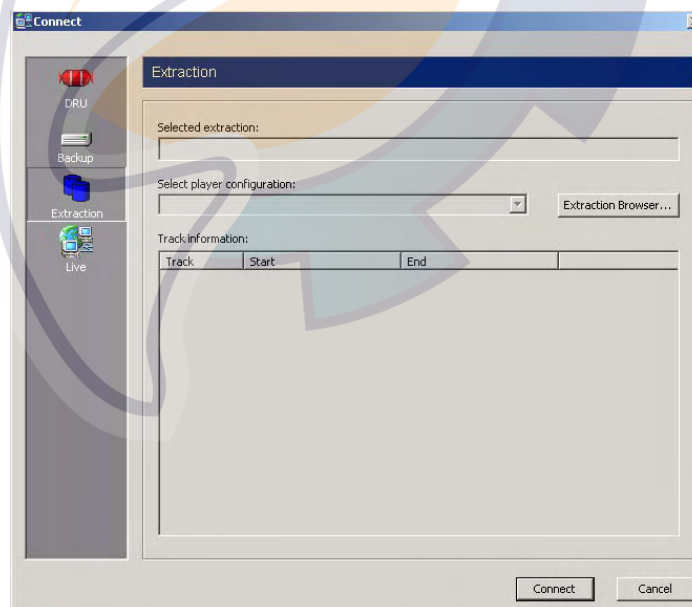 Connect
DRU
Backup
Extraction
Live
Extraction
Selected extraction:
Select player configuration:
Extraction Browser...
Track information:
Track Start End
Connect Cancel